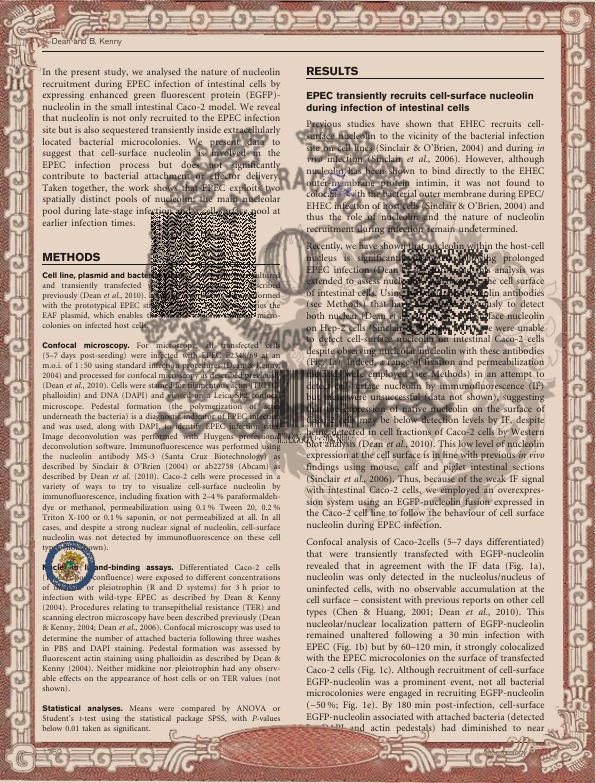 Dean and B. Kenny
In the present study, we analysed the nature of nucleolin
recruitment during EPEC infection of intestinal cells by
expressing enhanced green fluorescent protein (EGFP)-
nucleolin in the small intestinal Caco-2 model. We reveal
that nucleolin is not only recruited to the EPEC infection
site but is also sequestered transiently inside extracellularly
located bacterial microcolonies. We present data to
suggest that cell-surface nucleolin is involved in the
EPEC infection process but does not significantly
contribute to bacterial attachment or effector delivery.
Taken together, the work shows that EPEC exploits two
spatially distinct pools of nucleolin: the main nucleolar
pool during late-stage infection and cell-surface pool at
earlier infection times.
METHODS
Cell line, plasmid and bacterial
and transiently transfected
previously (Dean et al., 2010).
with the prototypical EPEC
EAF plasmid, which enables
colonies on infected host cells.
Confocal microscopy. For microscopy, all transfected cells
(5–7 days post-seeding) were infected with EPEC E2348/69 at an
m.o.i. of 1 : 50 using standard infection procedures (Dean & Kenny,
2004) and processed for confocal microscopy as described previously
(Dean et al., 2010). Cells were stained for filamentous actin (TRITC-
phalloidin) and DNA (DAPI) and viewed on a Leica SP2 confocal
microscope. Pedestal formation (the polymerization of actin
underneath the bacteria) is a diagnostic indicator of EPEC infection
and was used, along with DAPI, to identify EPEC infection.
Image deconvolution was performed with Huygens professional
deconvolution software. Immunofluorescence was performed using
the nucleolin antibody MS-3 (Santa Cruz Biotechnology) as
described by Sinclair & O'Brien (2004) or ab22758 (Abcam) as
described by Dean et al. (2010). Caco-2 cells were processed in a
variety of ways to try to visualize cell-surface nucleolin by
immunofluorescence, including fixation with 2–4 % paraformaldeh-
yde or methanol, permeabilization using 0.1 % Tween 20, 0.2 %
Triton X-100 or 0.1 % saponin, or not permeabilized at all. In all
cases, and despite a strong nuclear signal of nucleolin, cell-surface
nucleolin was not detected by immunofluorescence on these cell
types shown).
Nucleolin ligand-binding assays. Differentiated Caco-2 cells
confluence) were exposed to different concentrations
of or pleiotrophin (R and D systems) for 3 h prior to
infection with wild-type EPEC as described by Dean & Kenny
(2004). Procedures relating to transepithelial resistance (TER) and
scanning electron microscopy have been described previously (Dean
& Kenny, 2004; Dean et al., 2006). Confocal microscopy was used to
determine the number of attached bacteria following three washes
in PBS and DAPI staining. Pedestal formation was assessed by
fluorescent actin staining using phalloidin as described by Dean &
Kenny (2004). Neither midkine nor pleiotrophin had any observ-
able effects on the appearance of host cells or on TER values (not
shown).
Statistical analyses. Means were compared by ANOVA or
Student's t-test using the statistical package SPSS, with P-values
below 0.01 taken as significant.
RESULTS
EPEC transiently recruits cell-surface nucleolin
during infection of intestinal cells
Previous studies have shown that EHEC recruits cell-
surface nucleolin to the vicinity of the bacterial infection
site on cell lines (Sinclair & O'Brien, 2004) and during in
vivo infection (Sinclair et al., 2006). However, although
nucleolin has been shown to bind directly to the EHEC
outer-membrane protein intimin, it was not found to
colocalize with the bacterial outer membrane during EPEC/
EHEC infection of host cells (Sinclair & O'Brien, 2004) and
thus the role of nucleolin and the nature of nucleolin
recruitment during infection remain undetermined.
Recently, we have shown that nucleolin within the host-cell
nucleus is significantly prolonged
EPEC infection (Dean analysis was
extended to assess the cell surface
of intestinal cells. Using nucleolin antibodies
(see Methods) that to detect
both nuclear (Dean surface nucleolin
on Hep-2 cells (Sinclair were unable
to detect cell-surface nucleolin on intestinal Caco-2 cells
despite observing nuclear nucleolin with these antibodies
(Fig. 1a). Indeed, a range of fixation and permeabilization
employed (see Methods) in an attempt to
detect cell-surface nucleolin by immunofluorescence (IF)
but these were unsuccessful (data not shown), suggesting
that the expression of native nucleolin on the surface of
Caco-2 cells may be below detection levels by IF, despite
being detected in cell fractions of Caco-2 cells by Western
blot analysis (Dean et al., 2010). This low level of nucleolin
expression at the cell surface is in line with previous in vivo
findings using mouse, calf and piglet intestinal sections
(Sinclair et al., 2006). Thus, because of the weak IF signal
with intestinal Caco-2 cells, we employed an overexpres-
sion system using an EGFP-nucleolin fusion expressed in
the Caco-2 cell line to follow the behaviour of cell-surface
nucleolin during EPEC infection.
Confocal analysis of Caco-2cells (5–7 days differentiated)
that were transiently transfected with EGFP-nucleolin
revealed that in agreement with the IF data (Fig. 1a),
nucleolin was only detected in the nucleolus/nucleus of
uninfected cells, with no observable accumulation at the
cell surface – consistent with previous reports on other cell
types (Chen & Huang, 2001; Dean et al., 2010). This
nucleolar/nuclear localization pattern of EGFP-nucleolin
remained unaltered following a 30 min infection with
EPEC (Fig. 1b) but by 60–120 min, it strongly colocalized
with the EPEC microcolonies on the surface of transfected
Caco-2 cells (Fig. 1c). Although recruitment of cell-surface
EGFP-nucleolin was a prominent event, not all bacterial
microcolonies were engaged in recruiting EGFP-nucleolin
(~50 %; Fig. 1e). By 180 min post-infection, cell-surface
EGFP-nucleolin associated with attached bacteria (detected
DAPI and actin pedestals) had diminished to near